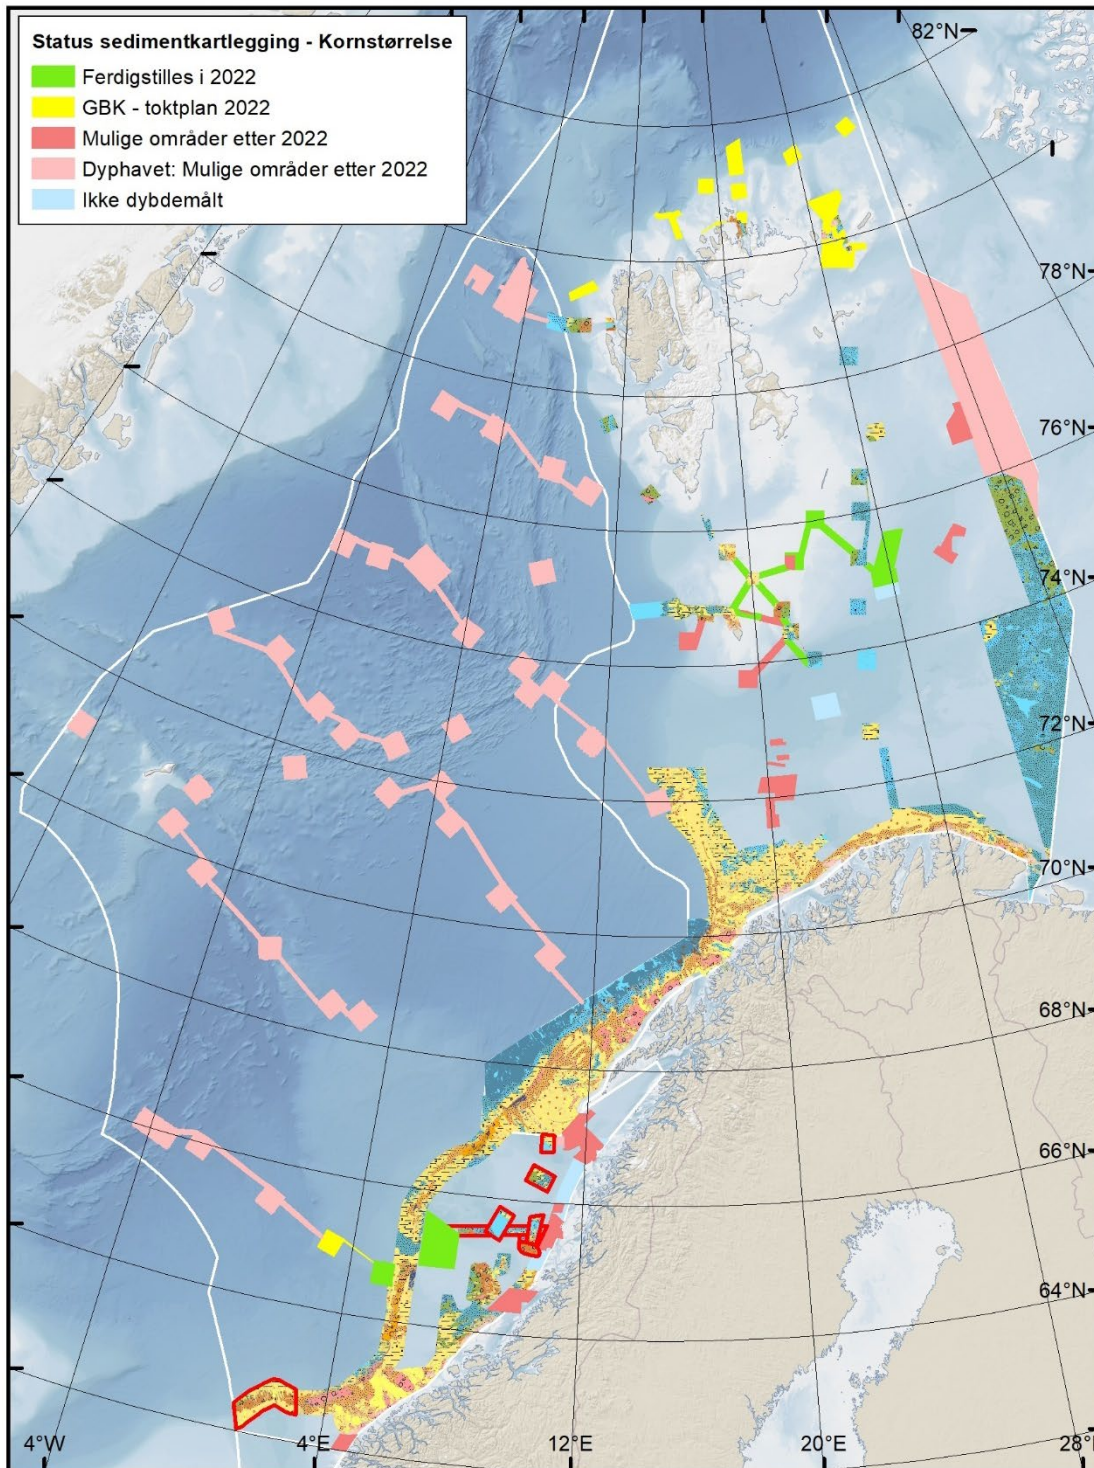 Status sedimentkartlegging - Kornstørrelse
Ferdigstilles i 2022
GBK - toktplan 2022
Mulige områder etter 2022
Dyphavet: Mulige områder etter 2022
Ikke dybdemålt
82°N
78°N
76°N
74°N
72°N
70°N
68°N
66°N
64°N
4°W
4°E
12°E
20°E
28°E